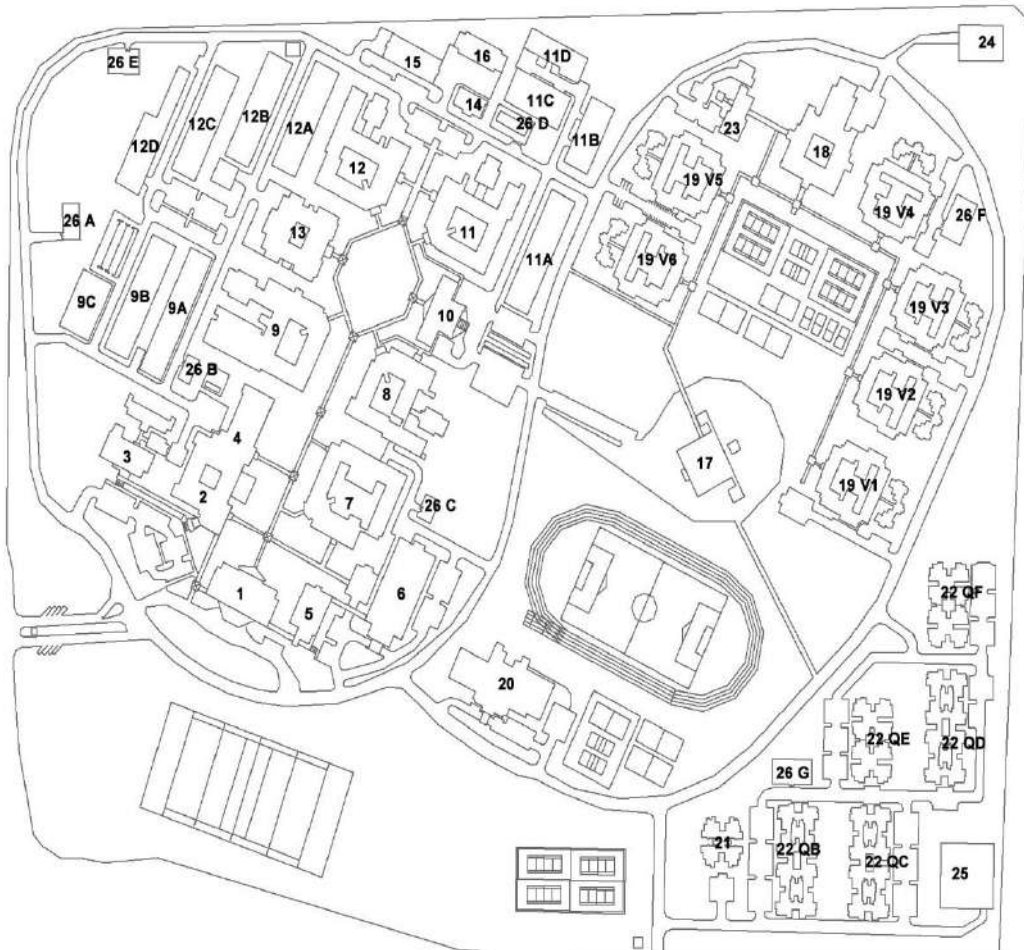 24
16
15
11D
26 E
11C
14
26 D
12B
12C
12A
11B
23
12D
18
12
19 V5
19 V4
26 F
26 A
13
11
11A
19 V6
9B
9A
9C
10
19 V3
9
26 B
8
19 V2
4
3
17
2
7
19 V1
26 C
1
5
6
22 QF
20
22 QE
22 QD
26 G
21
22 QB
22 QC
25